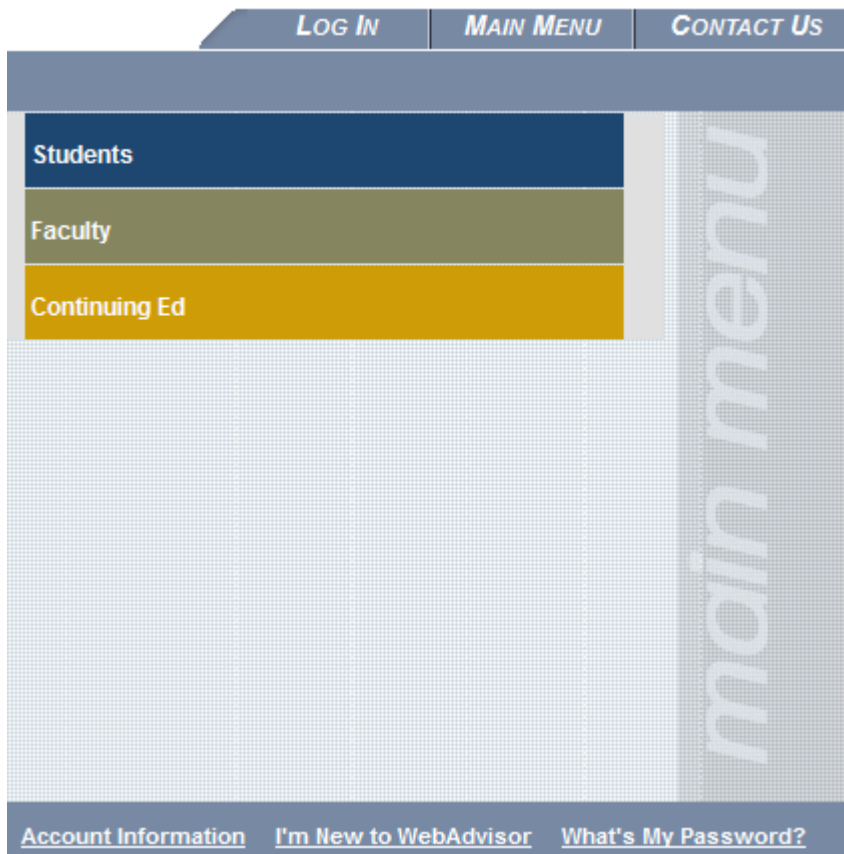 LOG IN MAIN MENU CONTACT US
Students
Faculty
Continuing Ed
main menu
Account Information I'm New to WebAdvisor What's My Password?